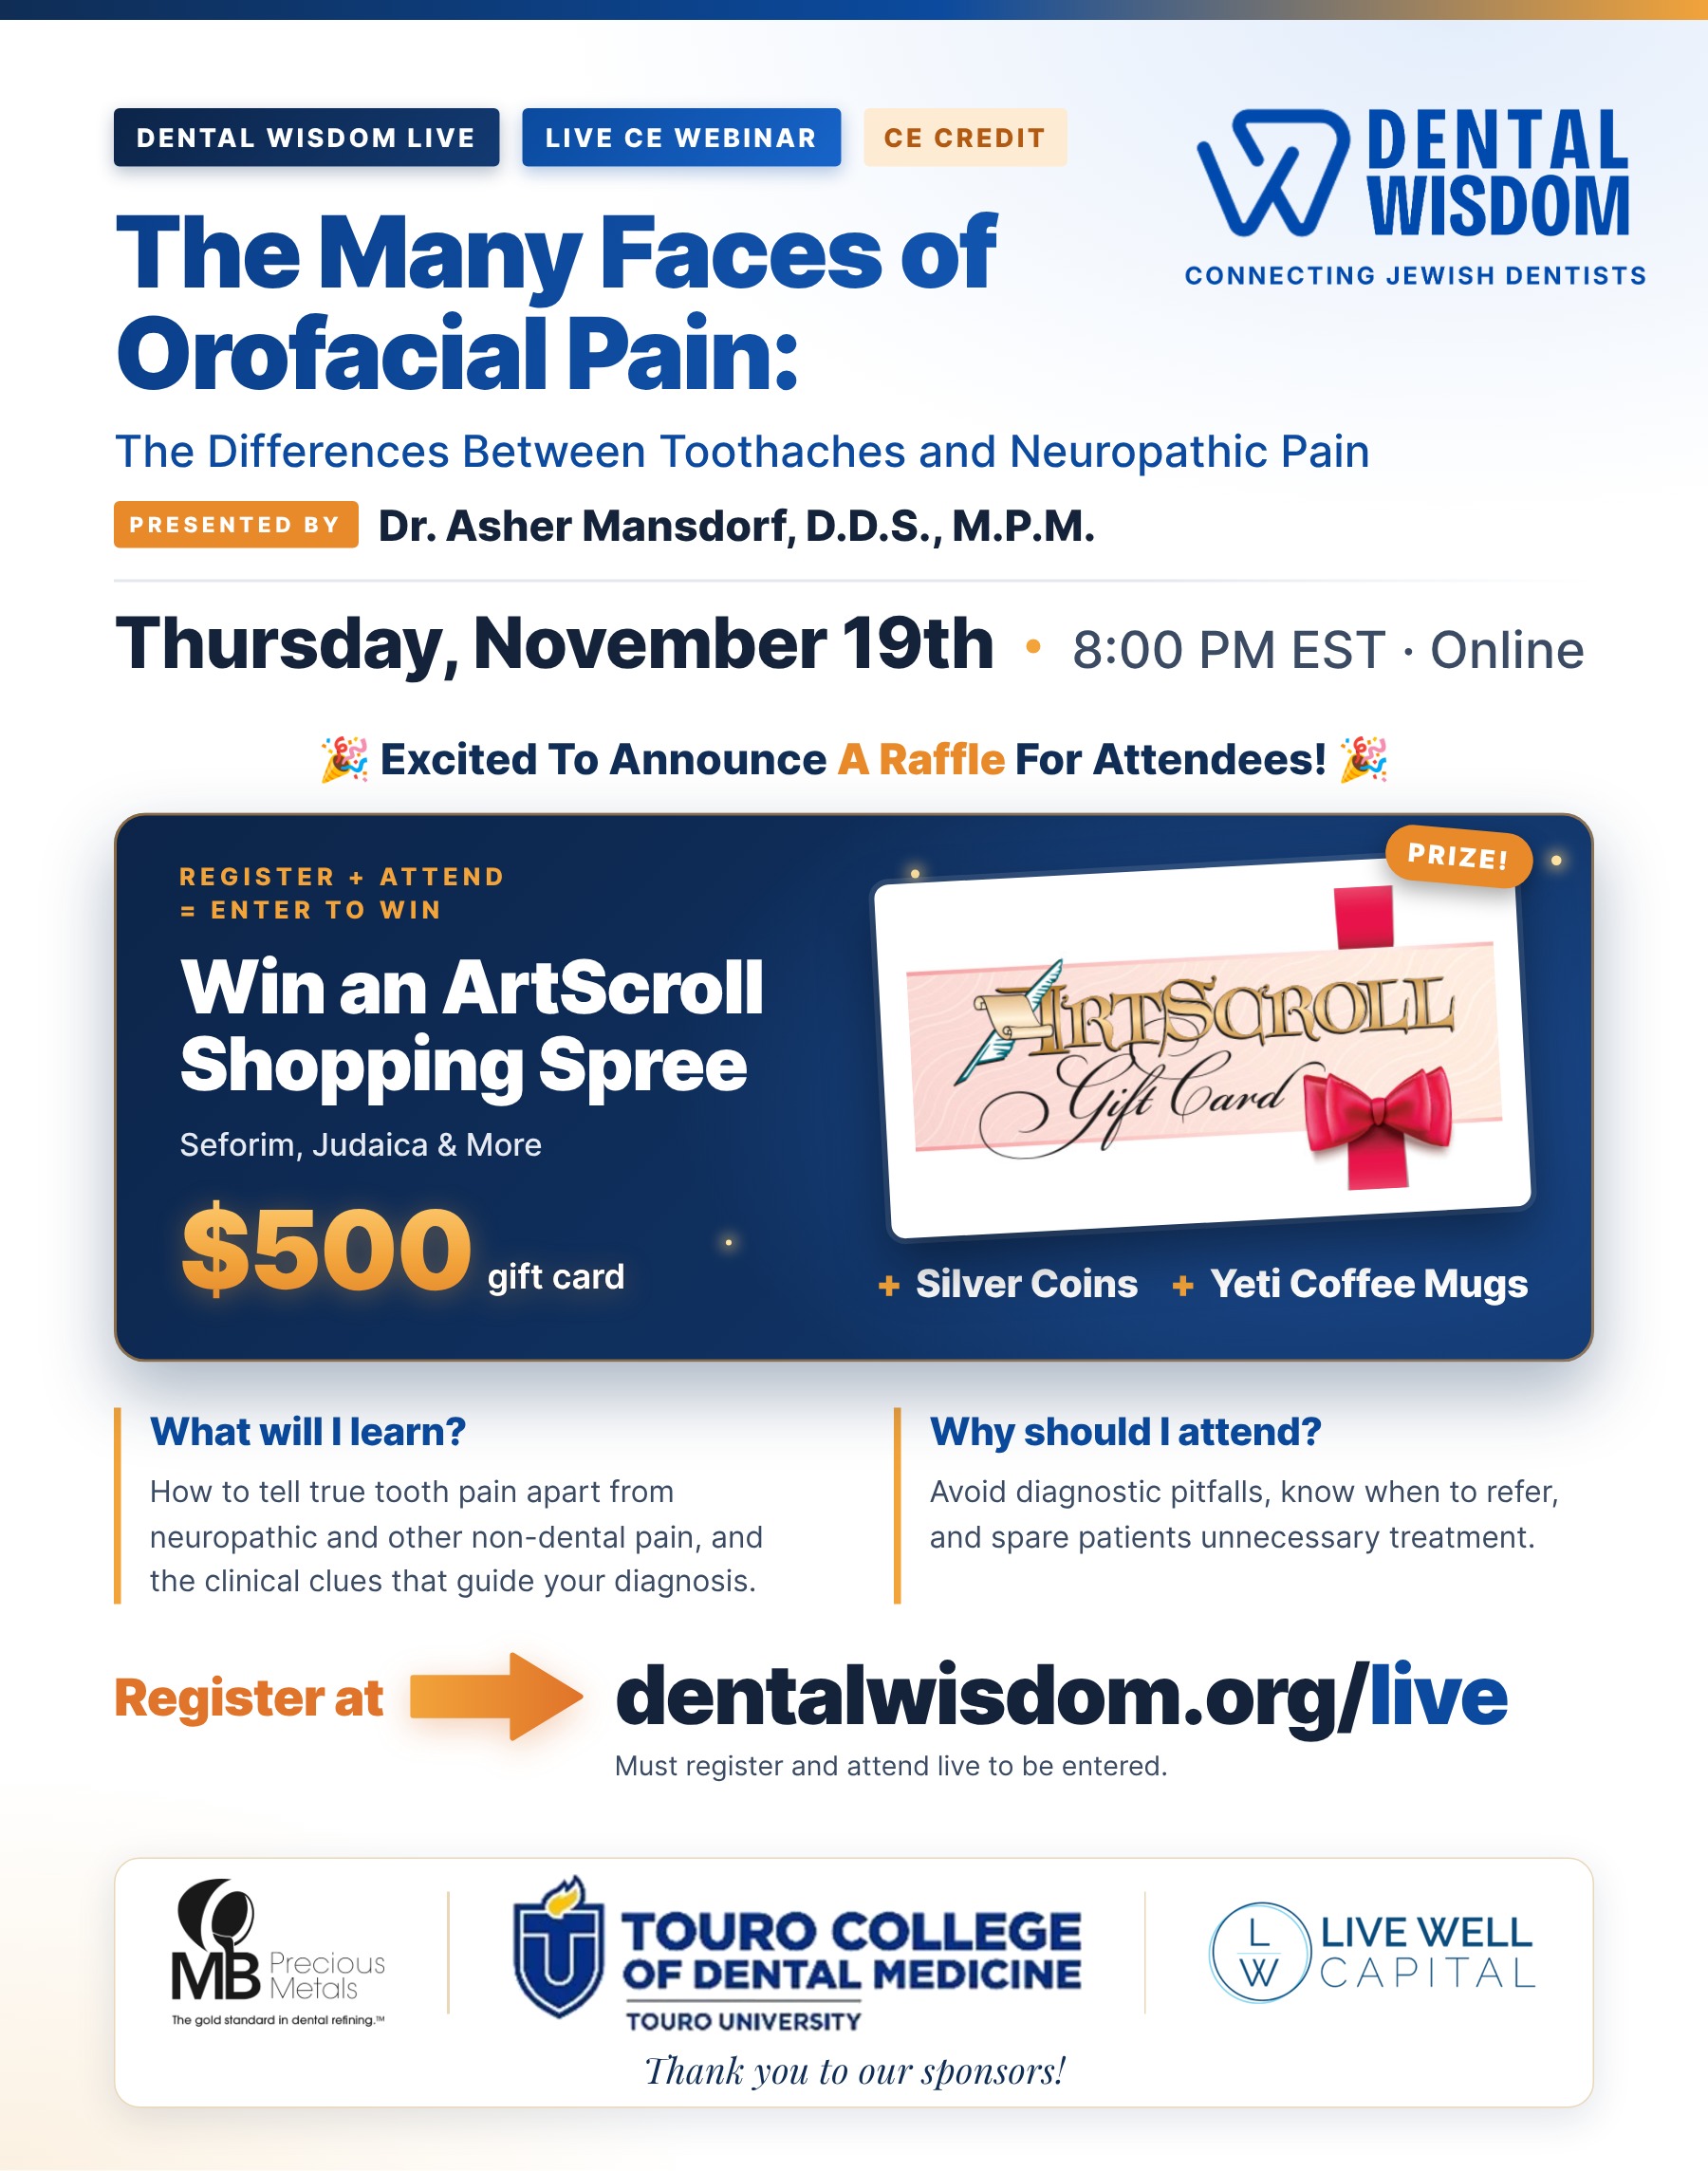 DENTAL WISDOM LIVE
LIVE CE WEBINAR
CE CREDIT
DENTAL
WISDOM
CONNECTING JEWISH DENTISTS
The Many Faces of
Orofacial Pain:
The Differences Between Toothaches and Neuropathic Pain
PRESENTED BY Dr. Asher Mansdorf, D.D.S., M.P.M.
Thursday, November 19th • 8:00 PM EST · Online
🎉 Excited To Announce A Raffle For Attendees! 🎉
REGISTER + ATTEND
= ENTER TO WIN
Win an ArtScroll
Shopping Spree
Seforim, Judaica & More
$500 gift card
PRIZE!
ARTSCROLL
Gift Card
+ Silver Coins + Yeti Coffee Mugs
What will I learn?
How to tell true tooth pain apart from
neuropathic and other non-dental pain, and
the clinical clues that guide your diagnosis.
Why should I attend?
Avoid diagnostic pitfalls, know when to refer,
and spare patients unnecessary treatment.
Register at dentalwisdom.org/live
Must register and attend live to be entered.
MB Precious
Metals
The gold standard in dental refining.™
TOURO COLLEGE
OF DENTAL MEDICINE
TOURO UNIVERSITY
L
W
LIVE WELL
CAPITAL
Thank you to our sponsors!